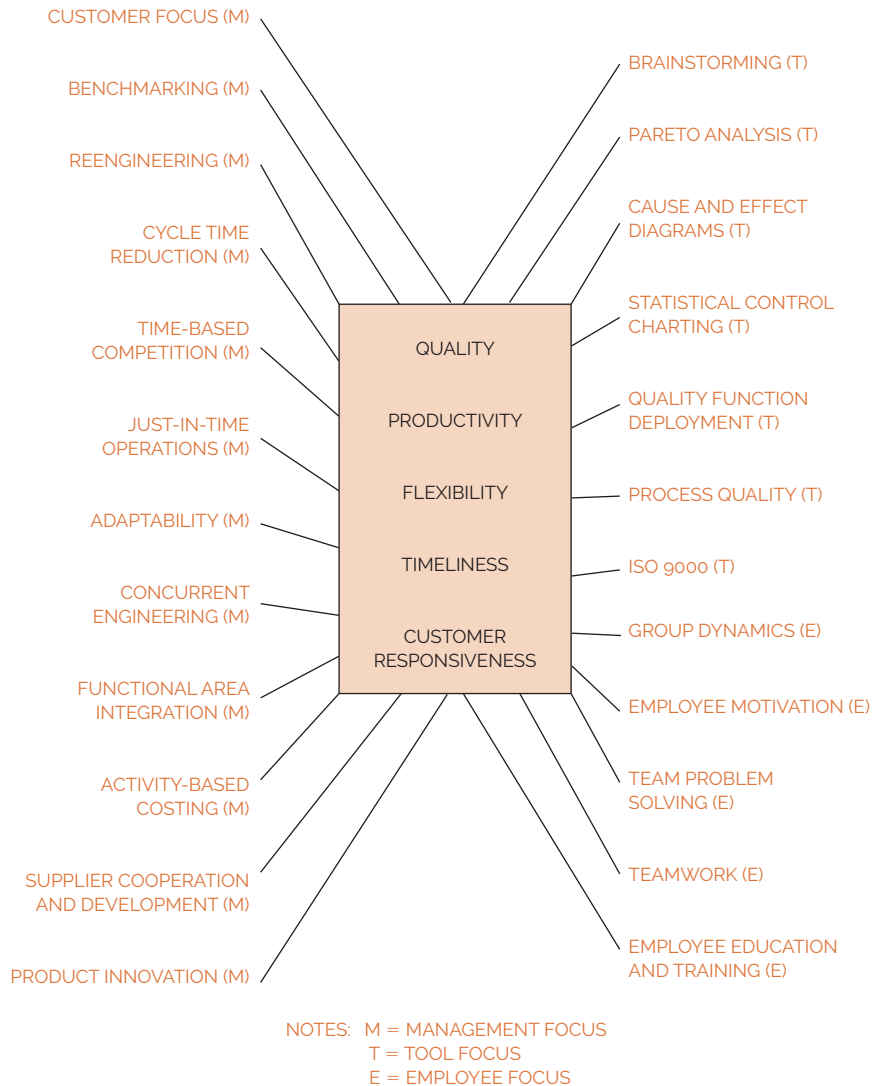 CUSTOMER FOCUS (M)
BENCHMARKING (M)
REENGINEERING (M)
CYCLE TIME
REDUCTION (M)
TIME-BASED
COMPETITION (M)
JUST-IN-TIME
OPERATIONS (M)
ADAPTABILITY (M)
CONCURRENT
ENGINEERING (M)
FUNCTIONAL AREA
INTEGRATION (M)
ACTIVITY-BASED
COSTING (M)
SUPPLIER COOPERATION
AND DEVELOPMENT (M)
PRODUCT INNOVATION (M)
QUALITY
PRODUCTIVITY
FLEXIBILITY
TIMELINESS
CUSTOMER
RESPONSIVENESS
BRAINSTORMING (T)
PARETO ANALYSIS (T)
CAUSE AND EFFECT
DIAGRAMS (T)
STATISTICAL CONTROL
CHARTING (T)
QUALITY FUNCTION
DEPLOYMENT (T)
PROCESS QUALITY (T)
ISO 9000 (T)
GROUP DYNAMICS (E)
EMPLOYEE MOTIVATION (E)
TEAM PROBLEM
SOLVING (E)
TEAMWORK (E)
EMPLOYEE EDUCATION
AND TRAINING (E)
NOTES: M = MANAGEMENT FOCUS
T = TOOL FOCUS
E = EMPLOYEE FOCUS